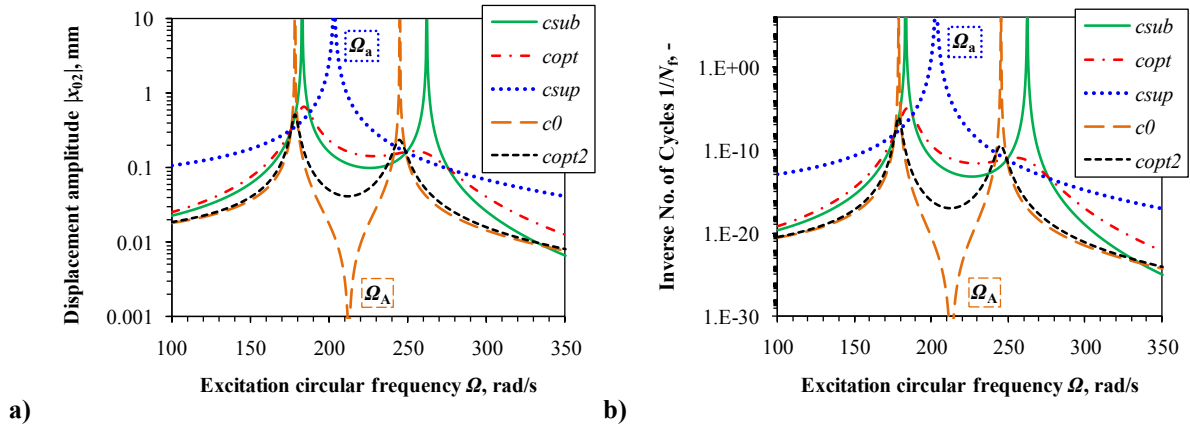 10
1
0.1
0.01
0.001
Displacement amplitude |x₀₂|, mm
100 150 200 250 300 350
Excitation circular frequency Ω, rad/s
Ωa
ΩA
csub
copt
csup
c0
copt2
a)
1.E+00
1.E-10
1.E-20
1.E-30
Inverse No. of Cycles 1/Nf, -
100 150 200 250 300 350
Excitation circular frequency Ω, rad/s
Ωa
ΩA
csub
copt
csup
c0
copt2
b)